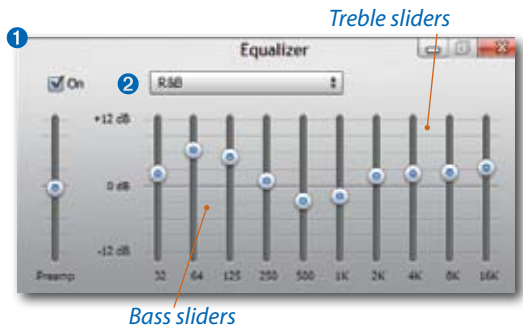 Treble sliders
1
Equalizer
On
2 R&B
+12 dB
0 dB
-12 dB
Preamp 32 64 125 250 500 1K 2K 4K 8K 16K
Bass sliders